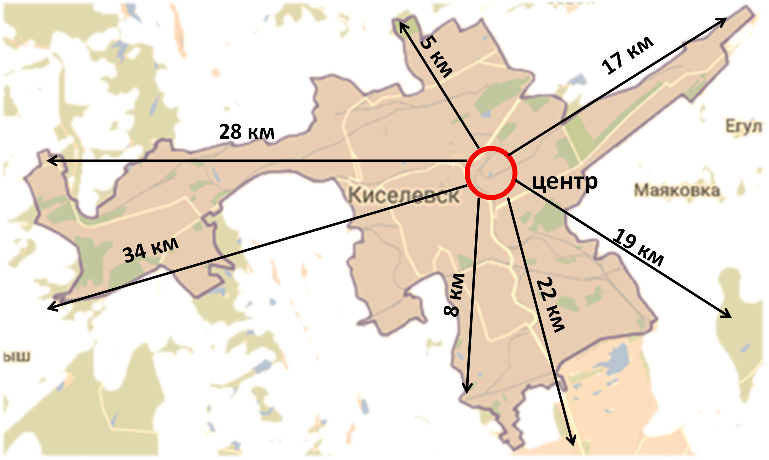 5 км
17 км
28 км
Егул
центр
Маяковка
Киселевск
34 км
19 км
8 км
22 км
ыш